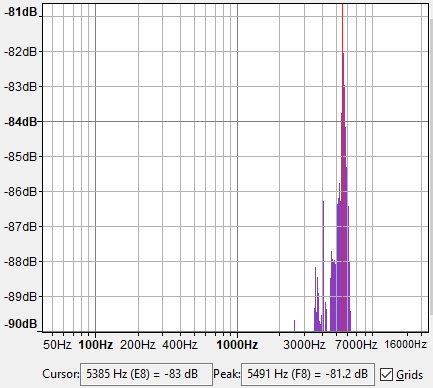 -81dB
-82dB
-83dB
-84dB
-85dB
-86dB
-87dB
-88dB
-89dB
-90dB
50Hz 100Hz 200Hz 400Hz 1000Hz 3000Hz 7000Hz 16000Hz
Cursor: 5385 Hz (E8) = -83 dB Peak: 5491 Hz (F8) = -81.2 dB Grids